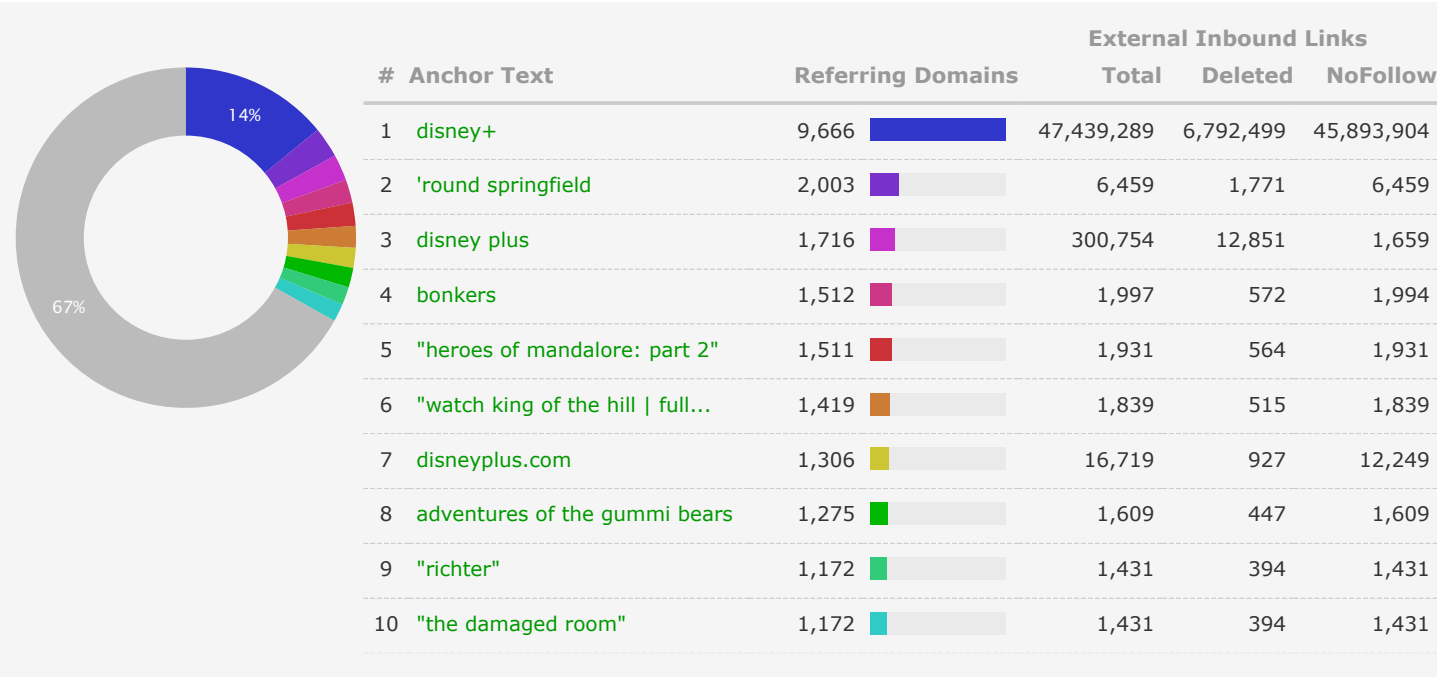 External Inbound Links
# Anchor Text Referring Domains Total Deleted NoFollow
14%
67%
1 disney+ 9,666 47,439,289 6,792,499 45,893,904
2 'round springfield 2,003 6,459 1,771 6,459
3 disney plus 1,716 300,754 12,851 1,659
4 bonkers 1,512 1,997 572 1,994
5 "heroes of mandalore: part 2" 1,511 1,931 564 1,931
6 "watch king of the hill | full... 1,419 1,839 515 1,839
7 disneyplus.com 1,306 16,719 927 12,249
8 adventures of the gummi bears 1,275 1,609 447 1,609
9 "richter" 1,172 1,431 394 1,431
10 "the damaged room" 1,172 1,431 394 1,431